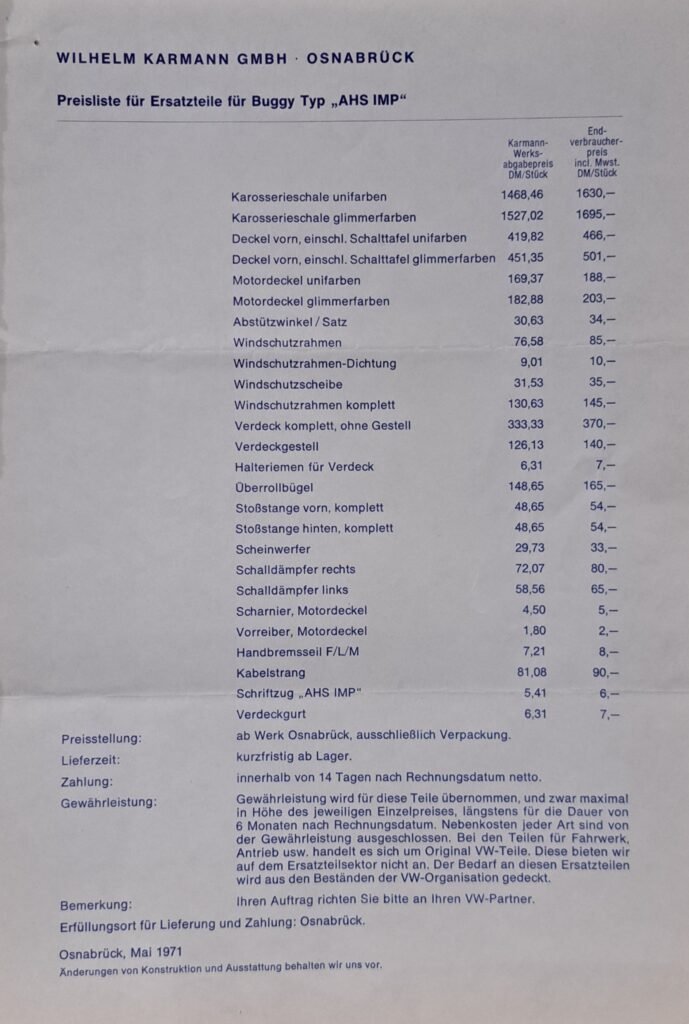 WILHELM KARMANN GMBH · OSNABRÜCK
Preisliste für Ersatzteile für Buggy Typ „AHS IMP“
Karmann-
Werks-
abgabepreis
DM/Stück
End-
verbraucher-
preis
incl. Mwst.
DM/Stück
Karosserieschale unifarben 1468,46 1630,—
Karosserieschale glimmerfarben 1527,02 1695,—
Deckel vorn, einschl. Schalttafel unifarben 419,82 466,—
Deckel vorn, einschl. Schalttafel glimmerfarben 451,35 501,—
Motordeckel unifarben 169,37 188,—
Motordeckel glimmerfarben 182,88 203,—
Abstützwinkel / Satz 30,63 34,—
Windschutzrahmen 76,58 85,—
Windschutzrahmen-Dichtung 9,01 10,—
Windschutzscheibe 31,53 35,—
Windschutzrahmen komplett 130,63 145,—
Verdeck komplett, ohne Gestell 333,33 370,—
Verdeckgestell 126,13 140,—
Halteriemen für Verdeck 6,31 7,—
Überrollbügel 148,65 165,—
Stoßstange vorn, komplett 48,65 54,—
Stoßstange hinten, komplett 48,65 54,—
Scheinwerfer 29,73 33,—
Schalldämpfer rechts 72,07 80,—
Schalldämpfer links 58,56 65,—
Scharnier, Motordeckel 4,50 5,—
Vorreiber, Motordeckel 1,80 2,—
Handbremsseil F/L/M 7,21 8,—
Kabelstrang 81,08 90,—
Schriftzug „AHS IMP“ 5,41 6,—
Verdeckgurt 6,31 7,—
Preisstellung: ab Werk Osnabrück, ausschließlich Verpackung.
Lieferzeit: kurzfristig ab Lager.
Zahlung: innerhalb von 14 Tagen nach Rechnungsdatum netto.
Gewährleistung: Gewährleistung wird für diese Teile übernommen, und zwar maximal
in Höhe des jeweiligen Einzelpreises, längstens für die Dauer von
6 Monaten nach Rechnungsdatum. Nebenkosten jeder Art sind von
der Gewährleistung ausgeschlossen. Bei den Teilen für Fahrwerk,
Antrieb usw. handelt es sich um Original VW-Teile. Diese bieten wir
auf dem Ersatzteilsektor nicht an. Der Bedarf an diesen Ersatzteilen
wird aus den Beständen der VW-Organisation gedeckt.
Bemerkung: Ihren Auftrag richten Sie bitte an Ihren VW-Partner.
Erfüllungsort für Lieferung und Zahlung: Osnabrück.
Osnabrück, Mai 1971
Änderungen von Konstruktion und Ausstattung behalten wir uns vor.